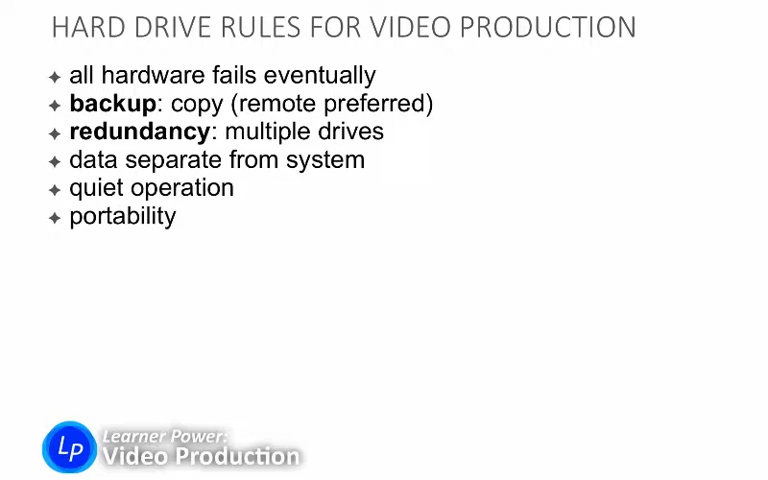 HARD DRIVE RULES FOR VIDEO PRODUCTION
✦ all hardware fails eventually
✦ backup: copy (remote preferred)
✦ redundancy: multiple drives
✦ data separate from system
✦ quiet operation
✦ portability
Lp
Learner Power:
Video Production